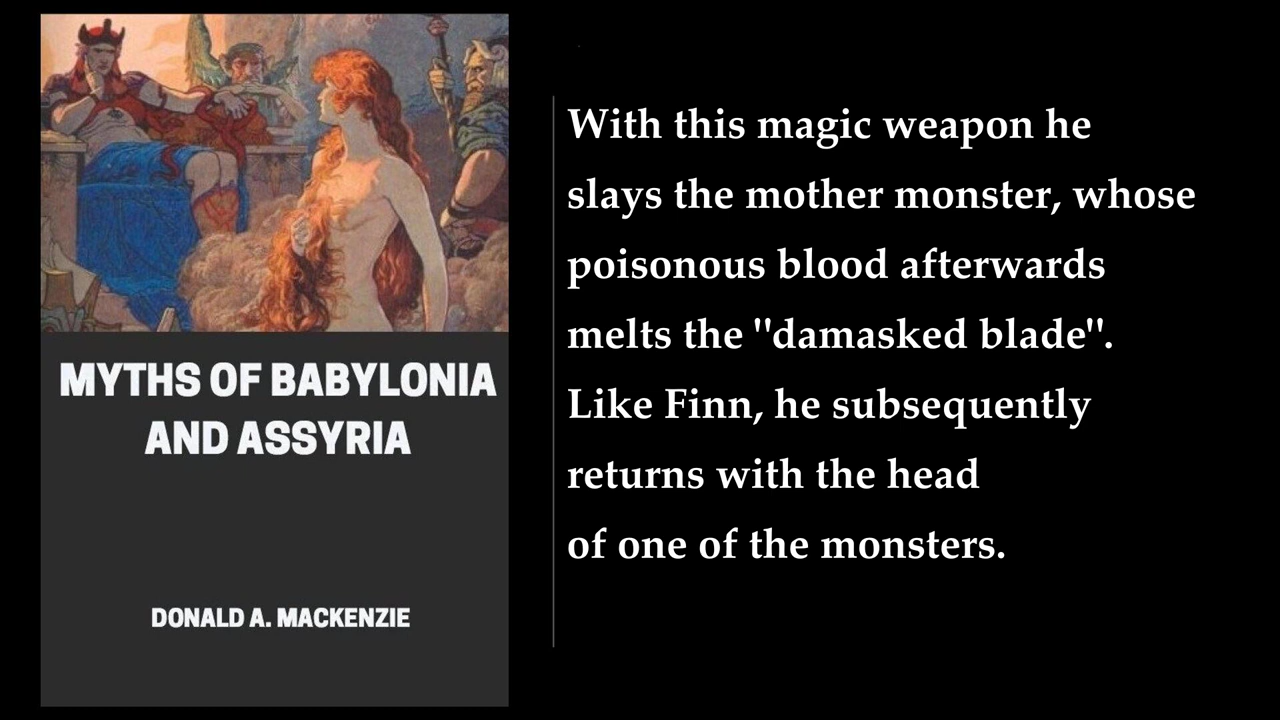 MYTHS OF BABYLONIA
AND ASSYRIA
DONALD A. MACKENZIE
With this magic weapon he
slays the mother monster, whose
poisonous blood afterwards
melts the "damasked blade".
Like Finn, he subsequently
returns with the head
of one of the monsters.